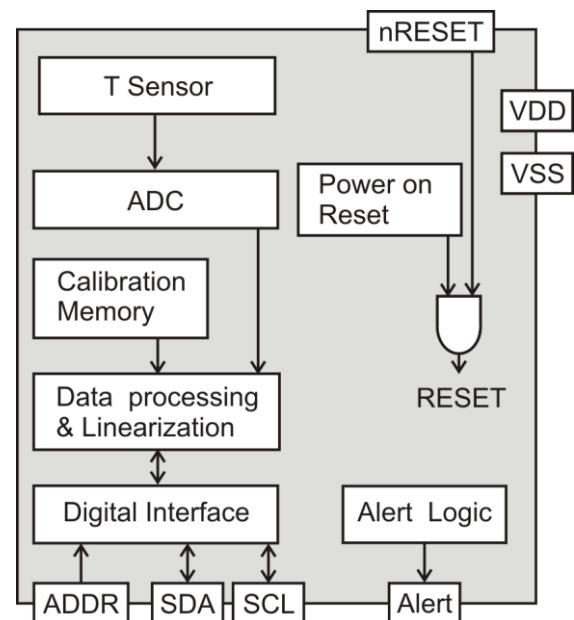 nRESET
T Sensor
VDD
VSS
ADC
Power on
Reset
Calibration
Memory
Data processing
& Linearization
RESET
Digital Interface
Alert Logic
ADDR
SDA
SCL
Alert